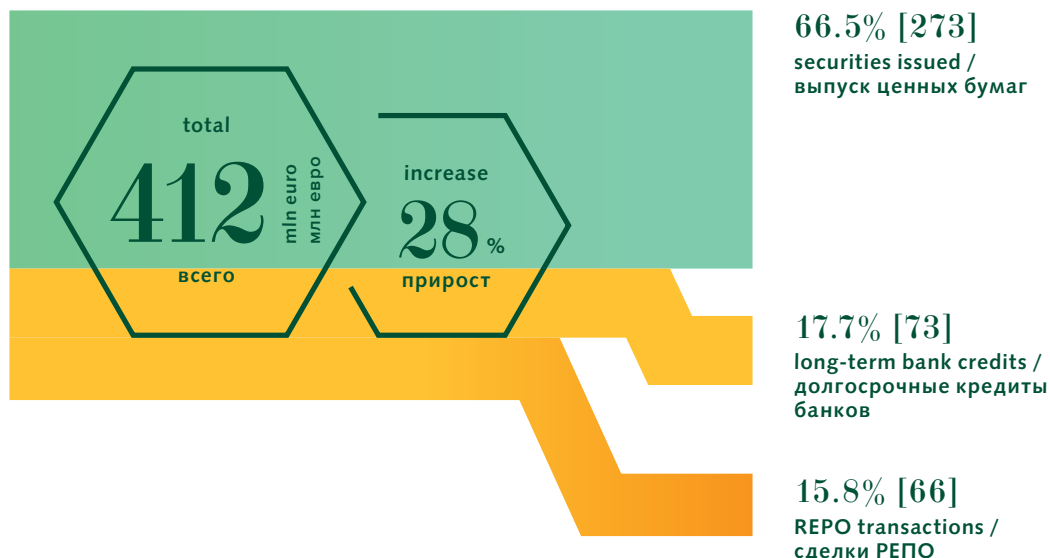 66.5% [273]
securities issued /
выпуск ценных бумаг
total
412
mln euro
млн евро
всего
increase
28 %
прирост
17.7% [73]
long-term bank credits /
долгосрочные кредиты
банков
15.8% [66]
REPO transactions /
сделки РЕПО